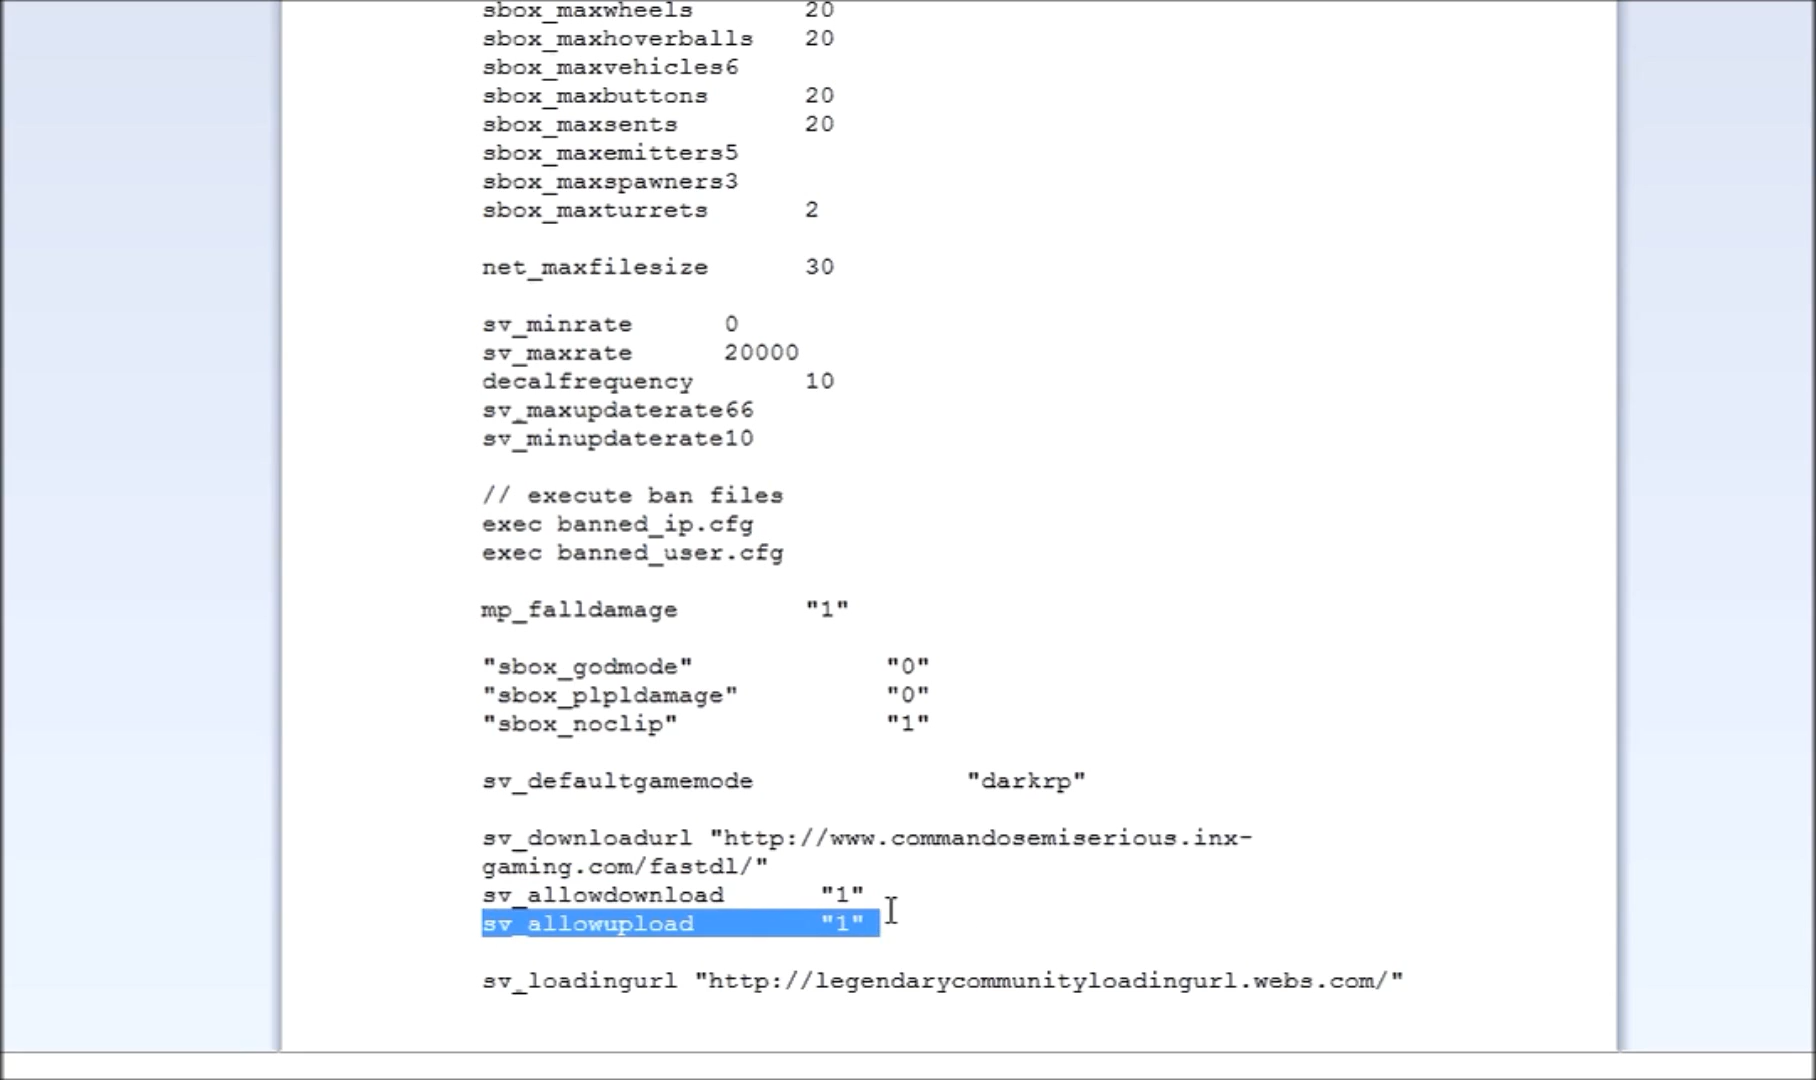 sbox_maxwheels 20
sbox_maxhoverballs 20
sbox_maxvehicles6
sbox_maxbuttons 20
sbox_maxsents 20
sbox_maxemitters5
sbox_maxspawners3
sbox_maxturrets 2
net_maxfilesize 30
sv_minrate 0
sv_maxrate 20000
decalfrequency 10
sv_maxupdaterate66
sv_minupdaterate10
// execute ban files
exec banned_ip.cfg
exec banned_user.cfg
mp_falldamage "1"
"sbox_godmode" "0"
"sbox_plpldamage" "0"
"sbox_noclip" "1"
sv_defaultgamemode "darkrp"
sv_downloadurl "http://www.commandosemiserious.inx-
gaming.com/fastdl/"
sv_allowdownload "1"
sv_allowupload "1"
sv_loadingurl "http://legendarycommunityloadingurl.webs.com/"